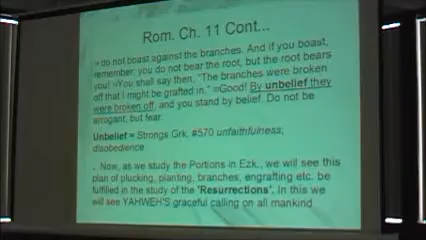 Rom. Ch. 11 Cont...
18 do not boast against the branches. And if you boast,
remember: you do not bear the root, but the root bears
you! 19You shall say then, "The branches were broken
off that I might be grafted in." 20Good! By unbelief they
were broken off, and you stand by belief. Do not be
arrogant, but fear.
Unbelief = Strongs Grk. #570 unfaithfulness,
disobedience
. Now, as we study the Portions in Ezk., we will see this
plan of plucking, planting, branches, engrafting etc. be
fulfilled in the study of the 'Resurrections'. In this we
will see YAHWEH'S graceful calling on all mankind